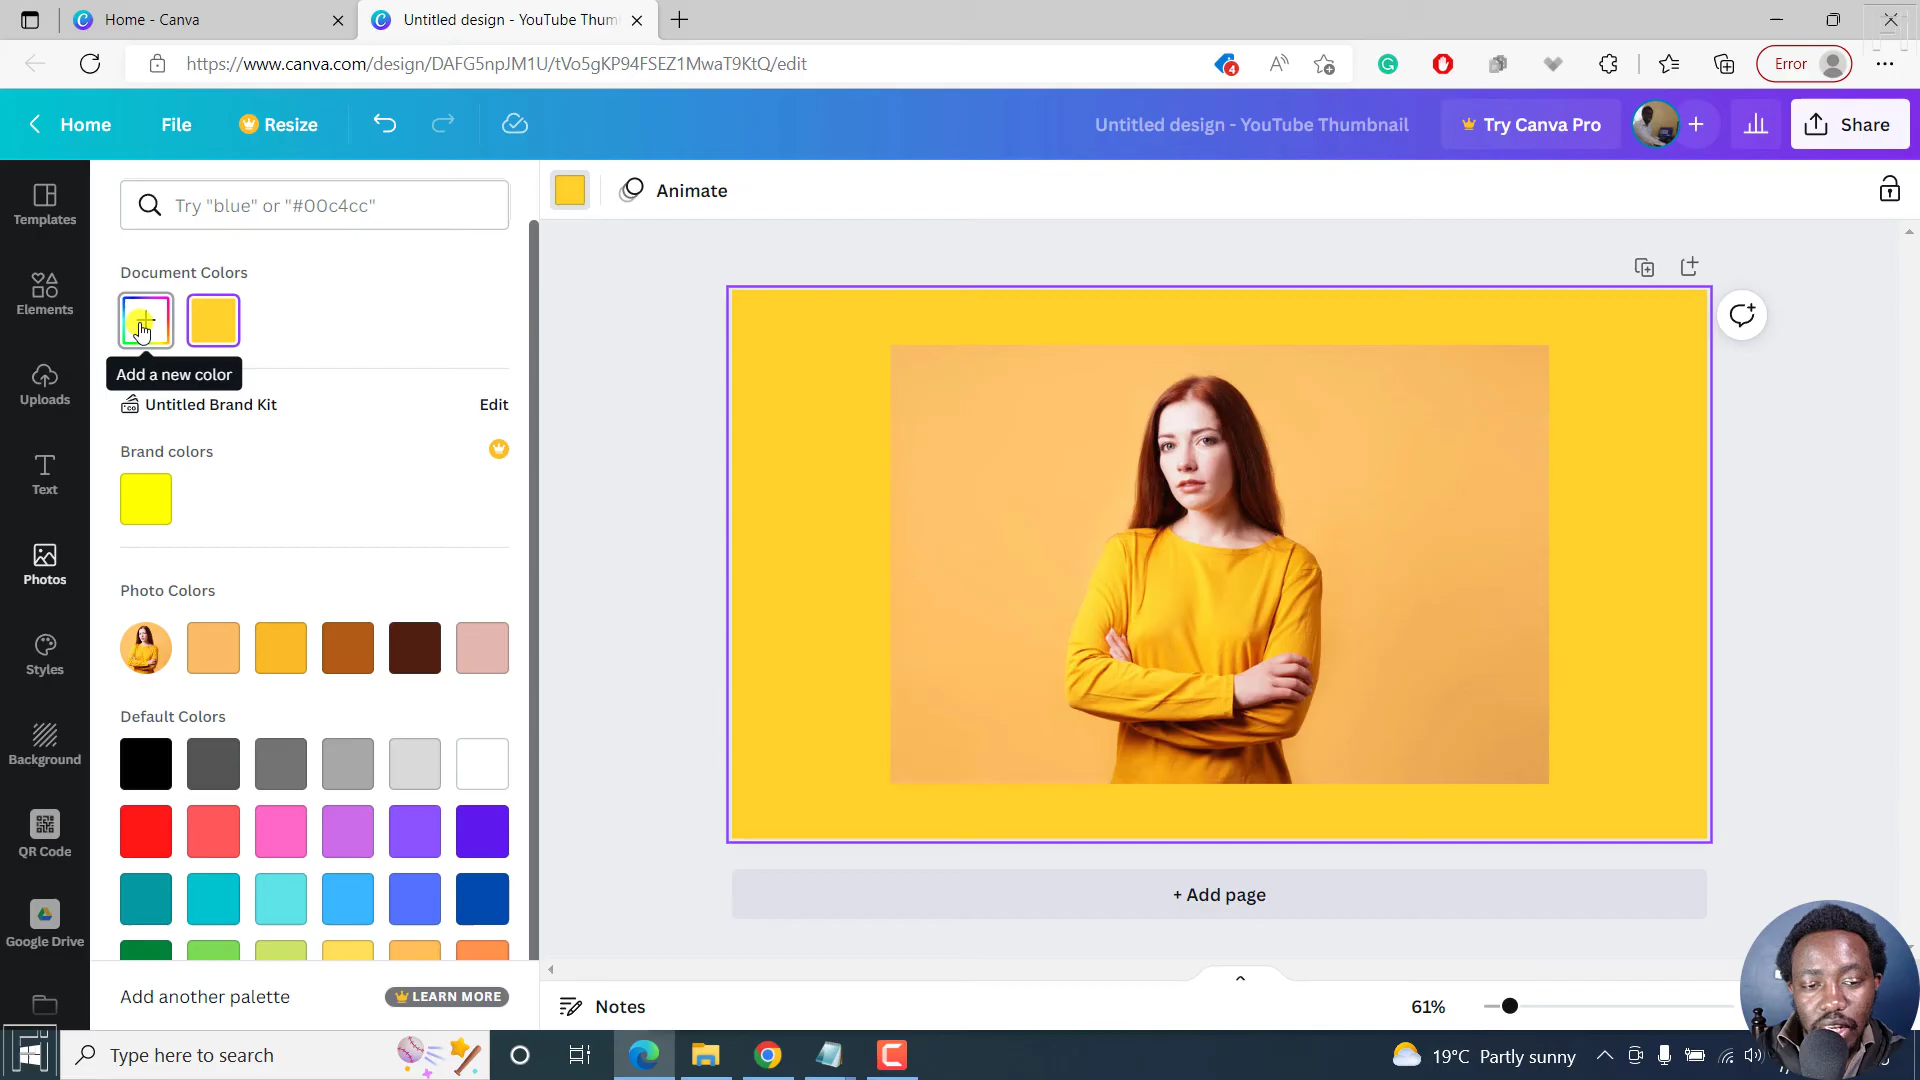 Home - Canva
Untitled design - YouTube Thum
https://www.canva.com/design/DAFG5npJM1U/tVo5gKP94FSEZ1MwaT9KtQ/edit
4
Error
Home
File
Resize
Untitled design - YouTube Thumbnail
Try Canva Pro
Share
Templates
Elements
Uploads
Text
Photos
Styles
Background
QR Code
Google Drive
Try "blue" or "#00c4cc"
Animate
Document Colors
Add a new color
Untitled Brand Kit
Edit
Brand colors
Photo Colors
Default Colors
Add another palette
LEARN MORE
+ Add page
Notes
61%
Type here to search
19°C Partly sunny